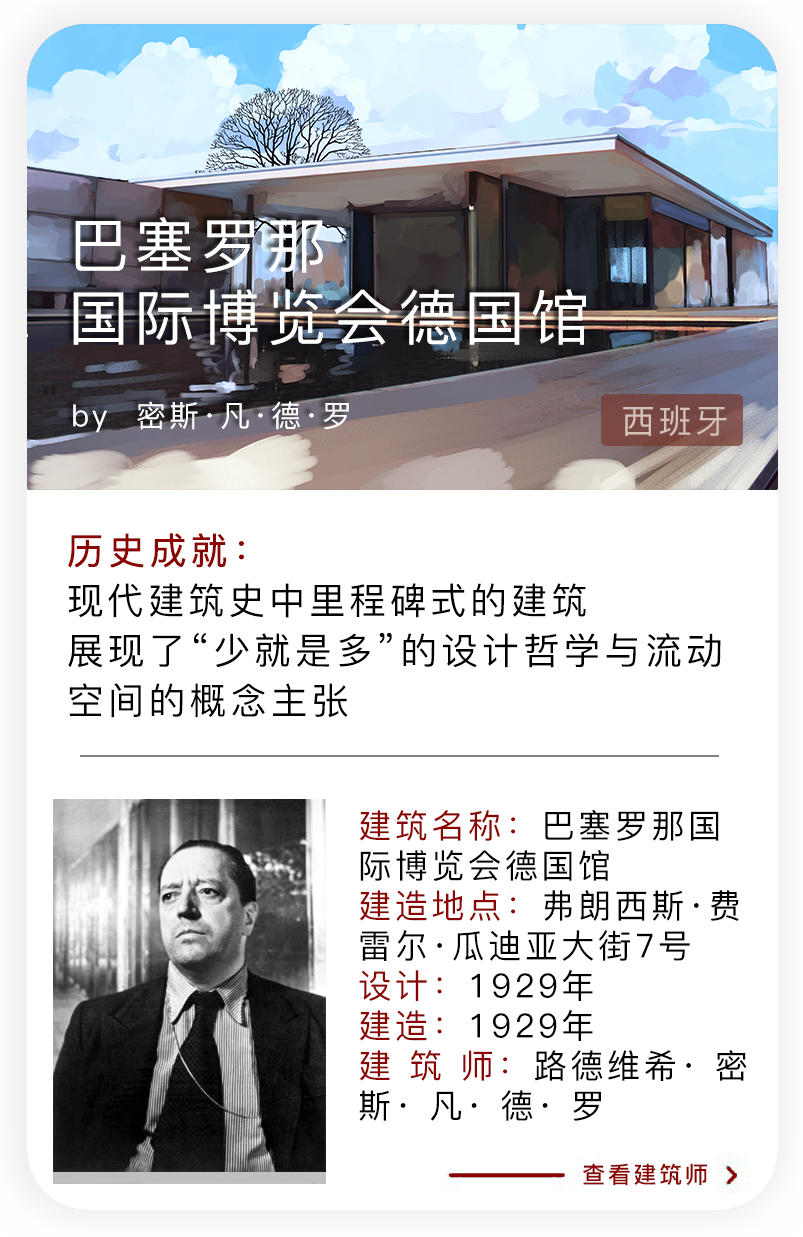 巴塞罗那
国际博览会德国馆
by 密斯·凡·德·罗
西班牙
历史成就：
现代建筑史中里程碑式的建筑
展现了“少就是多”的设计哲学与流动
空间的概念主张
建筑名称：巴塞罗那国
际博览会德国馆
建造地点：弗朗西斯·费
雷尔·瓜迪亚大街7号
设计：1929年
建造：1929年
建 筑 师：路德维希· 密
斯· 凡· 德· 罗
查看建筑师 >